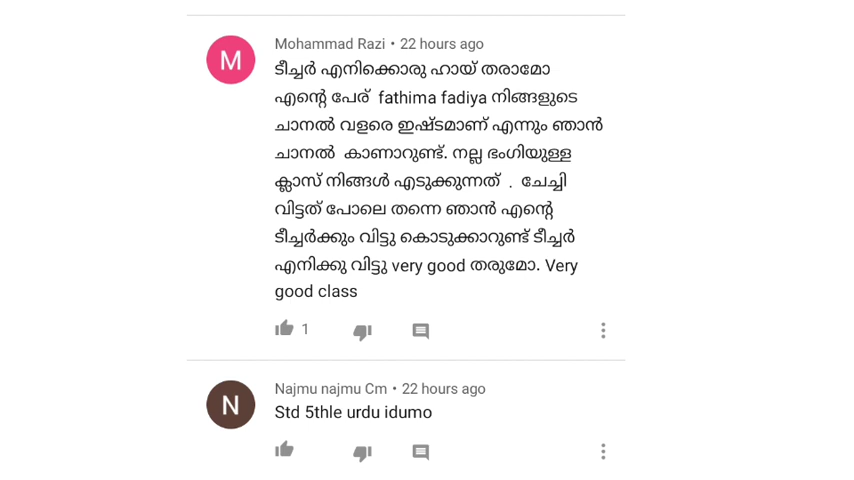 M
Mohammad Razi • 22 hours ago
ടീച്ചർ എനിക്കൊരു ഹായ് തരാമോ
എന്റെ പേര് fathima fadiya നിങ്ങളുടെ
ചാനൽ വളരെ ഇഷ്ടമാണ് എന്നും ഞാൻ
ചാനൽ കാണാറുണ്ട്. നല്ല ഭംഗിയുള്ള
ക്ലാസ് നിങ്ങൾ എടുക്കുന്നത് . ചേച്ചി
വിട്ടത് പോലെ തന്നെ ഞാൻ എന്റെ
ടീച്ചർക്കും വിട്ടു കൊടുക്കാറുണ്ട് ടീച്ചർ
എനിക്കു വിട്ടു very good തരുമോ. Very
good class
1
N
Najmu najmu Cm • 22 hours ago
Std 5thle urdu idumo